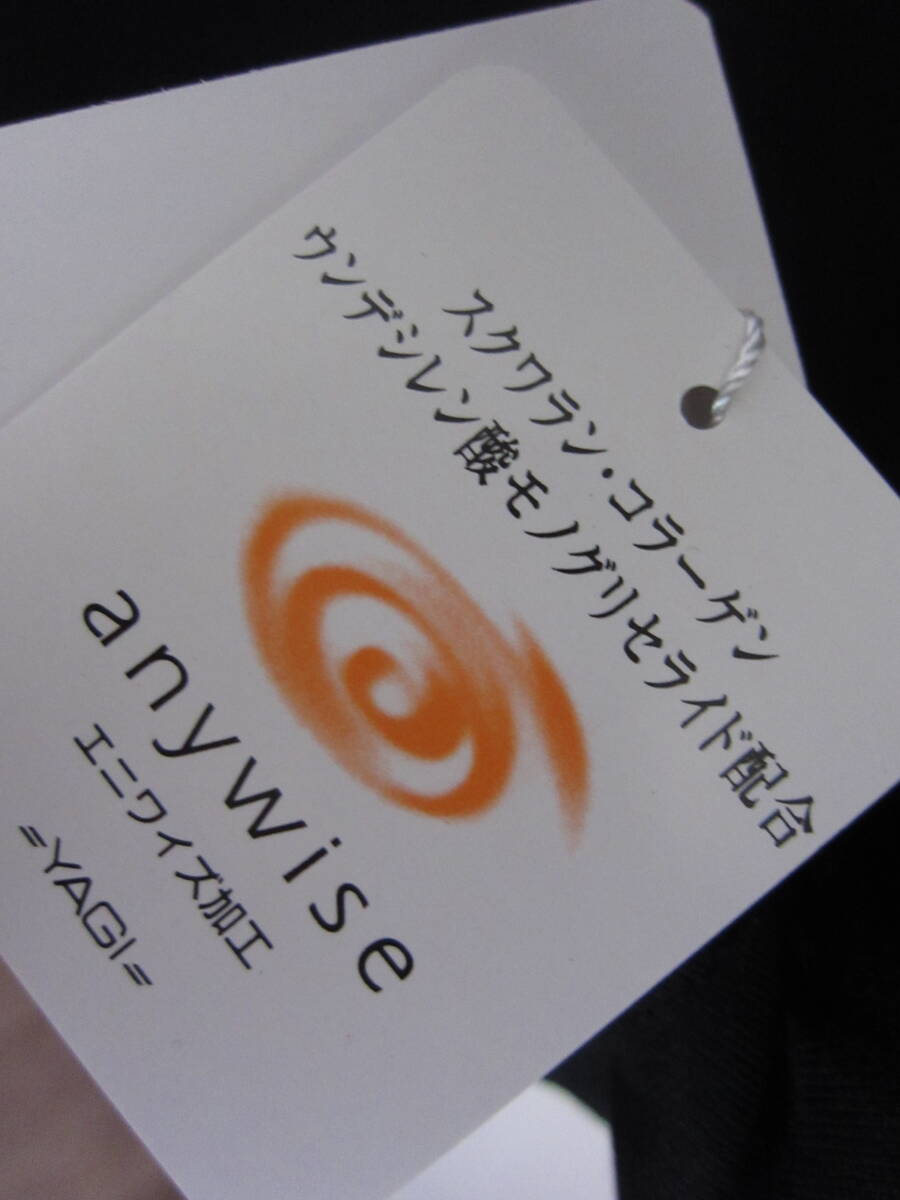 スクワラン・コラーゲン
ウンデシレン酸モノグリセライド配合
anywise
エニワィズ加工
=YAGI=